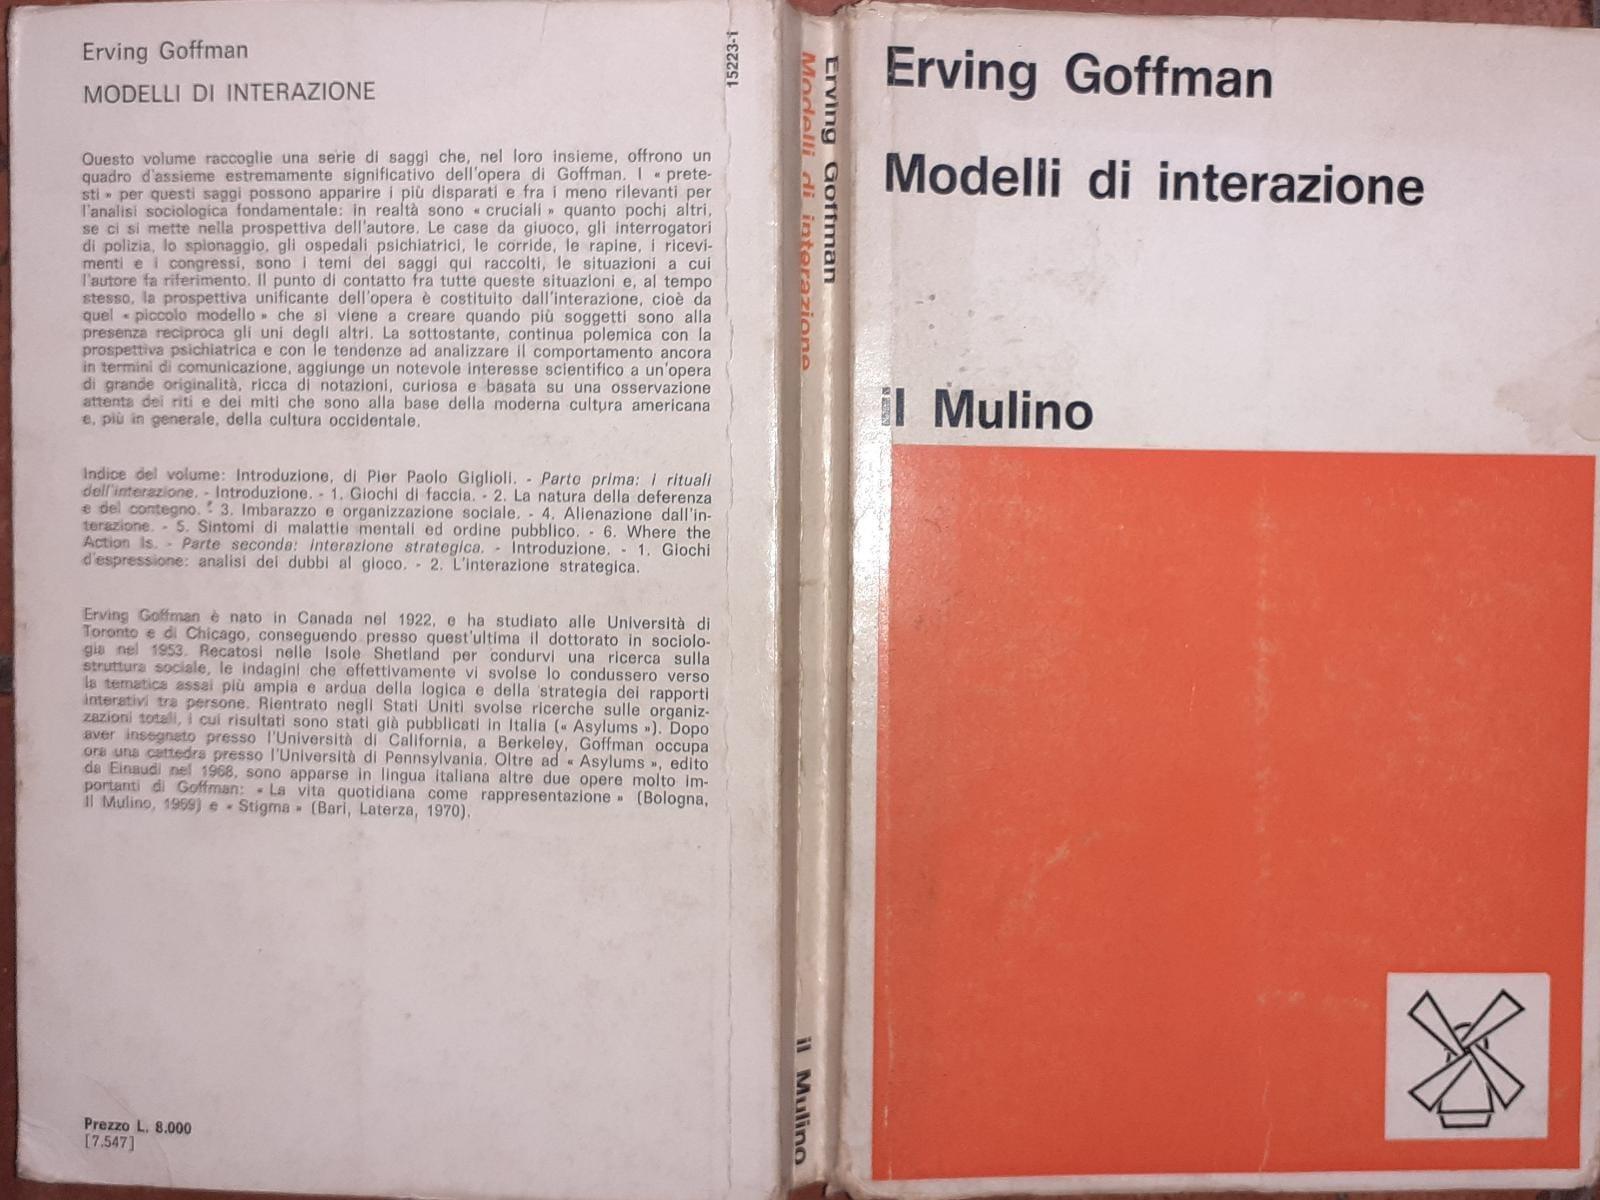 Erving Goffman
MODELLI DI INTERAZIONE
Questo volume raccoglie una serie di saggi che, nel loro insieme, offrono un
quadro d'assieme estremamente significativo dell'opera di Goffman. I « prete-
sti » per questi saggi possono apparire i più disparati e fra i meno rilevanti per
l'analisi sociologica fondamentale: in realtà sono « cruciali » quanto pochi altri,
se ci si mette nella prospettiva dell'autore. Le case da giuoco, gli interrogatori
di polizia, lo spionaggio, gli ospedali psichiatrici, le corride, le rapine, i ricevi-
menti e i congressi, sono i temi dei saggi qui raccolti, le situazioni a cui
l'autore fa riferimento. Il punto di contatto fra tutte queste situazioni e, al tempo
stesso, la prospettiva unificante dell'opera è costituito dall'interazione, cioè da
quel « piccolo modello » che si viene a creare quando più soggetti sono alla
presenza reciproca gli uni degli altri. La sottostante, continua polemica con la
prospettiva psichiatrica e con le tendenze ad analizzare il comportamento ancora
in termini di comunicazione, aggiunge un notevole interesse scientifico a un'opera
di grande originalità, ricca di notazioni, curiosa e basata su una osservazione
attenta dei riti e dei miti che sono alla base della moderna cultura americana
e, più in generale, della cultura occidentale.
Indice del volume: Introduzione, di Pier Paolo Giglioli. - Parte prima: i rituali
dell'interazione. - Introduzione. - 1. Giochi di faccia. - 2. La natura della deferenza
e del contegno. - 3. Imbarazzo e organizzazione sociale. - 4. Alienazione dall'in-
terazione. - 5. Sintomi di malattie mentali ed ordine pubblico. - 6. Where the
Action Is. - Parte seconda: interazione strategica. - Introduzione. - 1. Giochi
d'espressione: analisi dei dubbi al gioco. - 2. L'interazione strategica.
Erving Goffman è nato in Canada nel 1922, e ha studiato alle Università di
Toronto e di Chicago, conseguendo presso quest'ultima il dottorato in sociolo-
gia nel 1953. Recatosi nelle Isole Shetland per condurvi una ricerca sulla
struttura sociale, le indagini che effettivamente vi svolse lo condussero verso
la tematica assai più ampia e ardua della logica e della strategia dei rapporti
interativi tra persone. Rientrato negli Stati Uniti svolse ricerche sulle organiz-
zazioni totali, i cui risultati sono stati già pubblicati in Italia (« Asylums »). Dopo
aver insegnato presso l'Università di California, a Berkeley, Goffman occupa
ora una cattedra presso l'Università di Pennsylvania. Oltre ad « Asylums », edito
da Einaudi nel 1968, sono apparse in lingua italiana altre due opere molto im-
portanti di Goffman: « La vita quotidiana come rappresentazione » (Bologna,
Il Mulino, 1969) e « Stigma » (Bari, Laterza, 1970).
Prezzo L. 8.000
[7.547]
15223-1
Erving Goffman
Modelli di interazione
il Mulino
Erving Goffman
Modelli di interazione
il Mulino